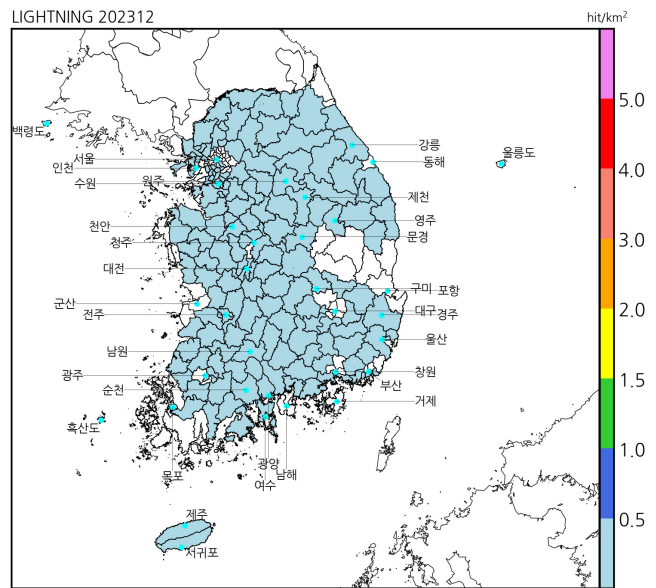 LIGHTNING 202312
hit/km²
5.0
4.0
3.0
2.0
1.5
1.0
0.5
백령도
서울
인천
수원
원주
강릉
동해
울릉도
제천
영주
문경
천안
청주
대전
군산
전주
구미
포항
대구
경주
울산
남원
광주
순천
창원
부산
거제
흑산도
목포
광양
여수
남해
제주
서귀포